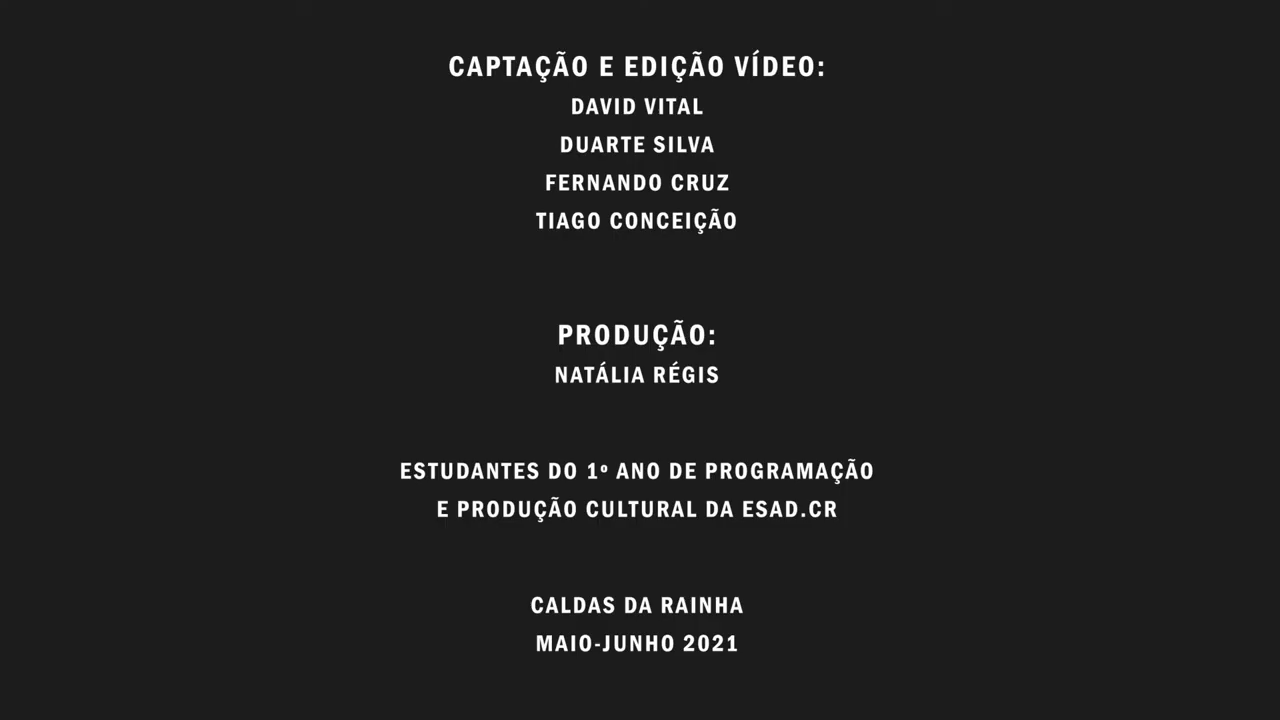 CAPTAÇÃO E EDIÇÃO VÍDEO:
DAVID VITAL
DUARTE SILVA
FERNANDO CRUZ
TIAGO CONCEIÇÃO
PRODUÇÃO:
NATÁLIA RÉGIS
ESTUDANTES DO 1º ANO DE PROGRAMAÇÃO
E PRODUÇÃO CULTURAL DA ESAD.CR
CALDAS DA RAINHA
MAIO-JUNHO 2021